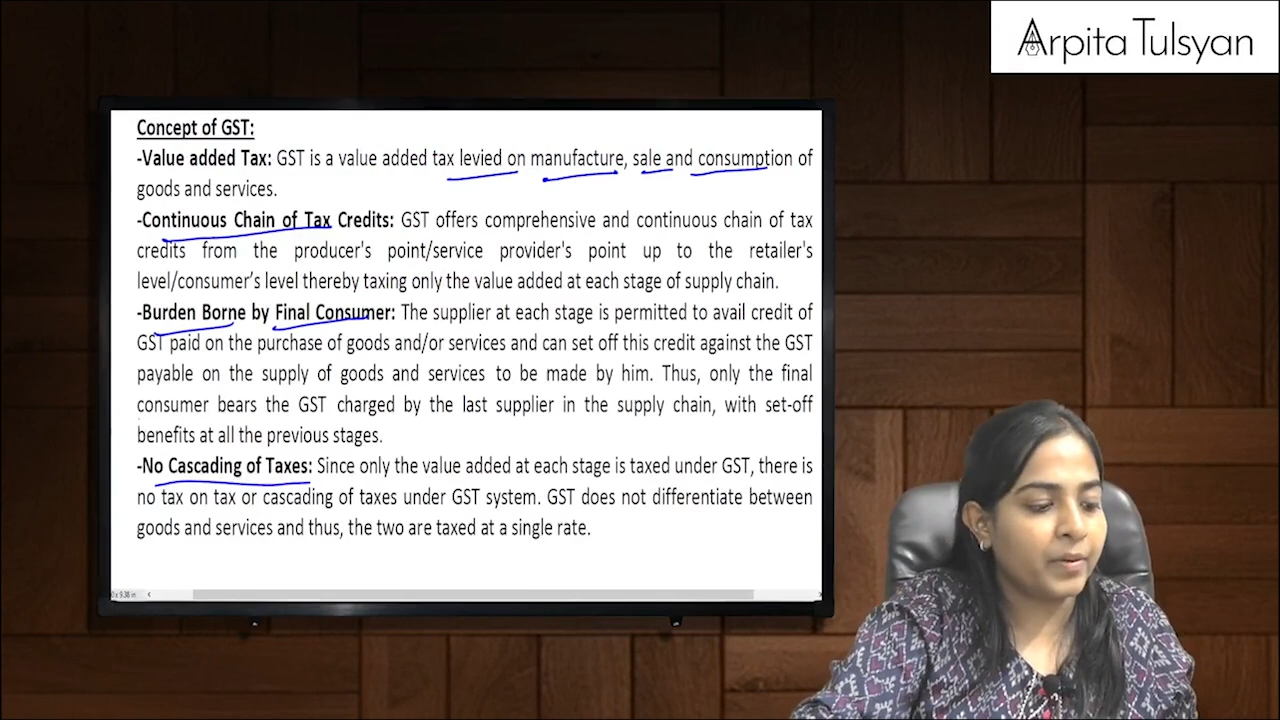 Arpita Tulsyan
Concept of GST:
-Value added Tax: GST is a value added tax levied on manufacture, sale and consumption of
goods and services.
-Continuous Chain of Tax Credits: GST offers comprehensive and continuous chain of tax
credits from the producer's point/service provider's point up to the retailer's
level/consumer’s level thereby taxing only the value added at each stage of supply chain.
-Burden Borne by Final Consumer: The supplier at each stage is permitted to avail credit of
GST paid on the purchase of goods and/or services and can set off this credit against the GST
payable on the supply of goods and services to be made by him. Thus, only the final
consumer bears the GST charged by the last supplier in the supply chain, with set-off
benefits at all the previous stages.
-No Cascading of Taxes: Since only the value added at each stage is taxed under GST, there is
no tax on tax or cascading of taxes under GST system. GST does not differentiate between
goods and services and thus, the two are taxed at a single rate.